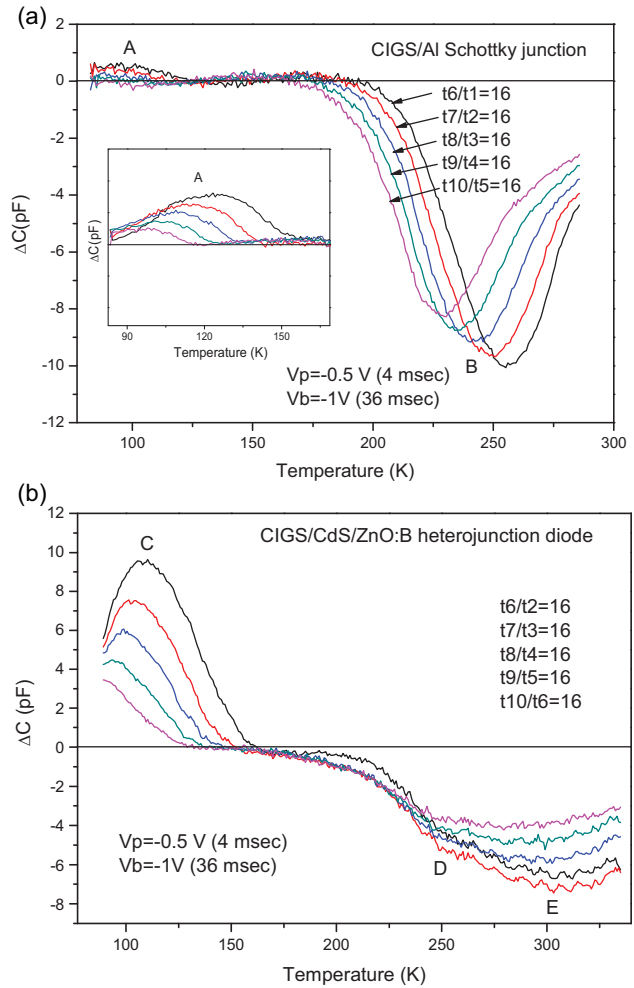 (a)
2
0
-2
-4
-6
-8
-10
-12
ΔC(pF)
A
CIGS/Al Schottky junction
t6/t1=16
t7/t2=16
t8/t3=16
t9/t4=16
t10/t5=16
A
ΔC(pF)
90
120
150
Temperature (K)
B
Vp=-0.5 V (4 msec)
Vb=-1V (36 msec)
100
150
200
250
300
Temperature (K)
(b)
12
10
8
6
4
2
0
-2
-4
-6
-8
ΔC (pF)
C
CIGS/CdS/ZnO:B heterojunction diode
t6/t2=16
t7/t3=16
t8/t4=16
t9/t5=16
t10/t6=16
Vp=-0.5 V (4 msec)
Vb=-1V (36 msec)
D
E
100
150
200
250
300
Temperature (K)